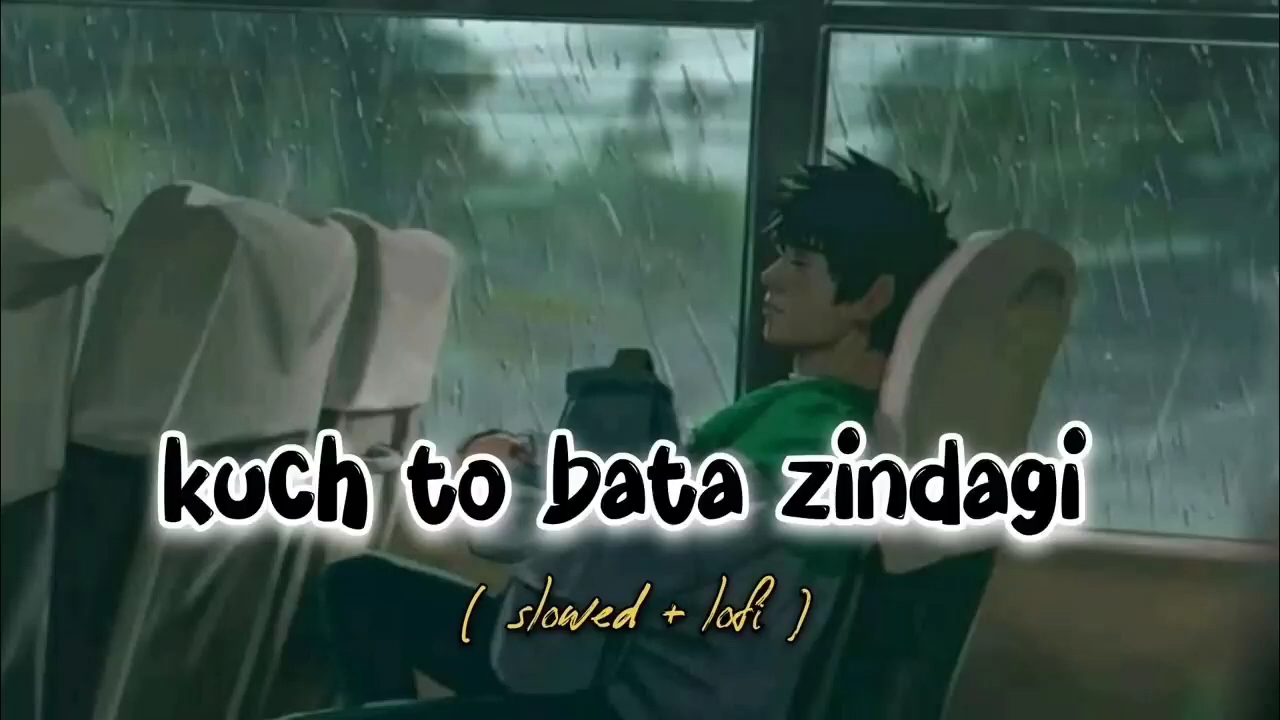 kuch to bata zindagi
( slowed + lofi )